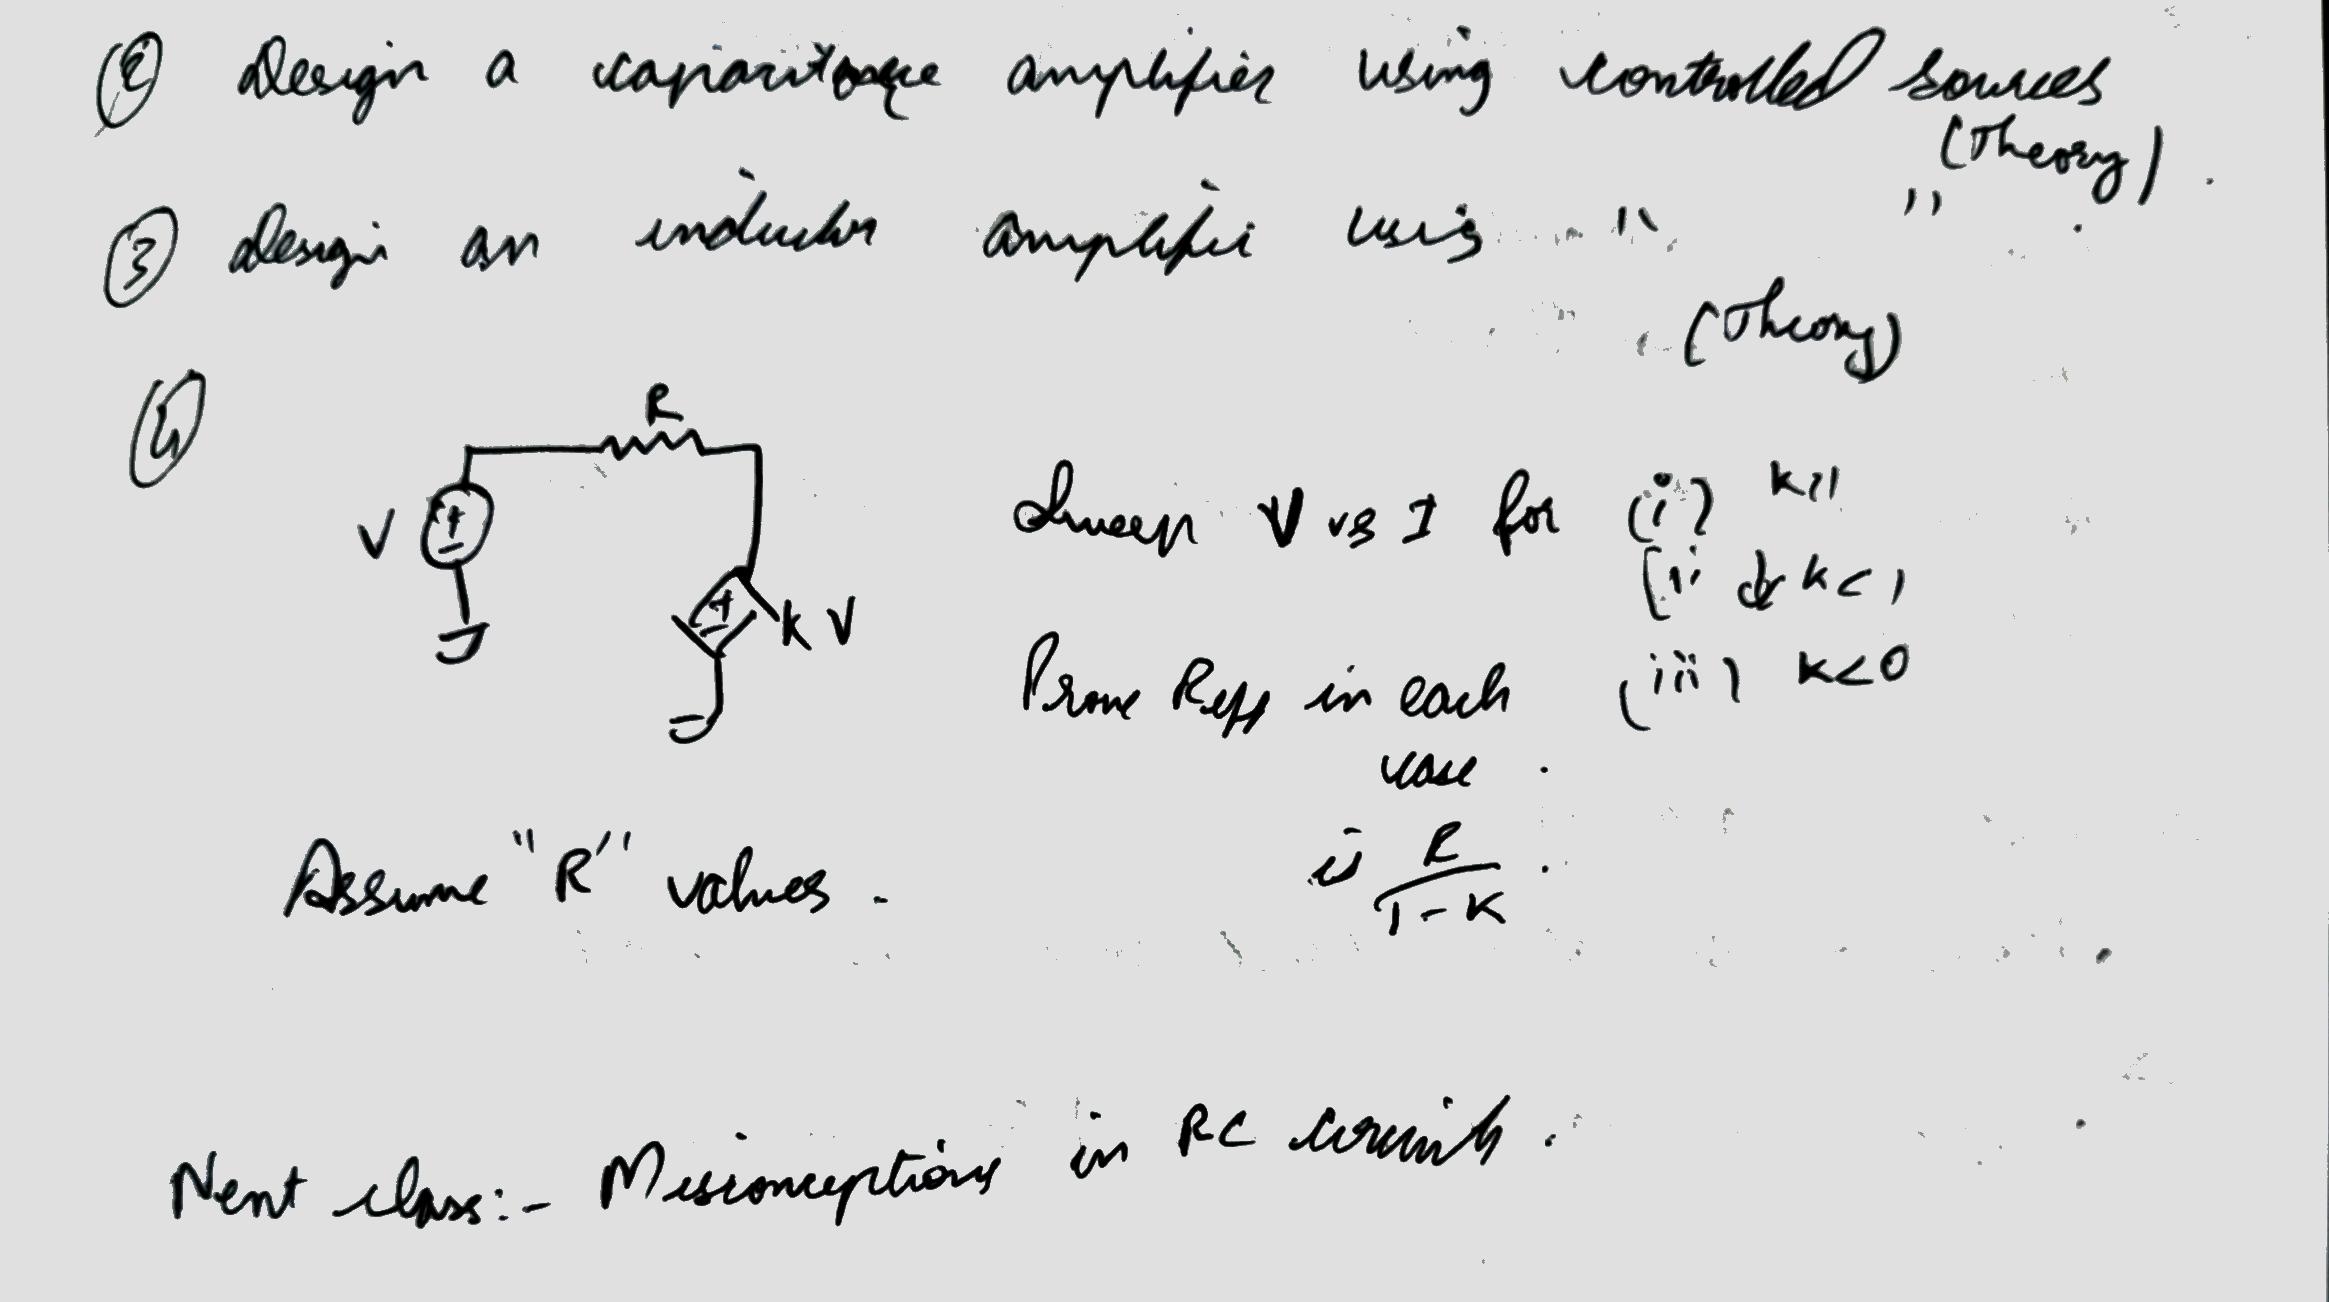 ② Design a capacitance amplifier using controlled sources
(Theory).
③ design an inductor amplifier using " " .
(Theory)
④
R
V
+
-
+
-
KV
Sweep V vs I for (i) K>1
(ii) K<1
(iii) K<0
Prove Reff in each
case .
is R/1-K .
Assume "R" values .
Next class:- Misconceptions in RC circuits .